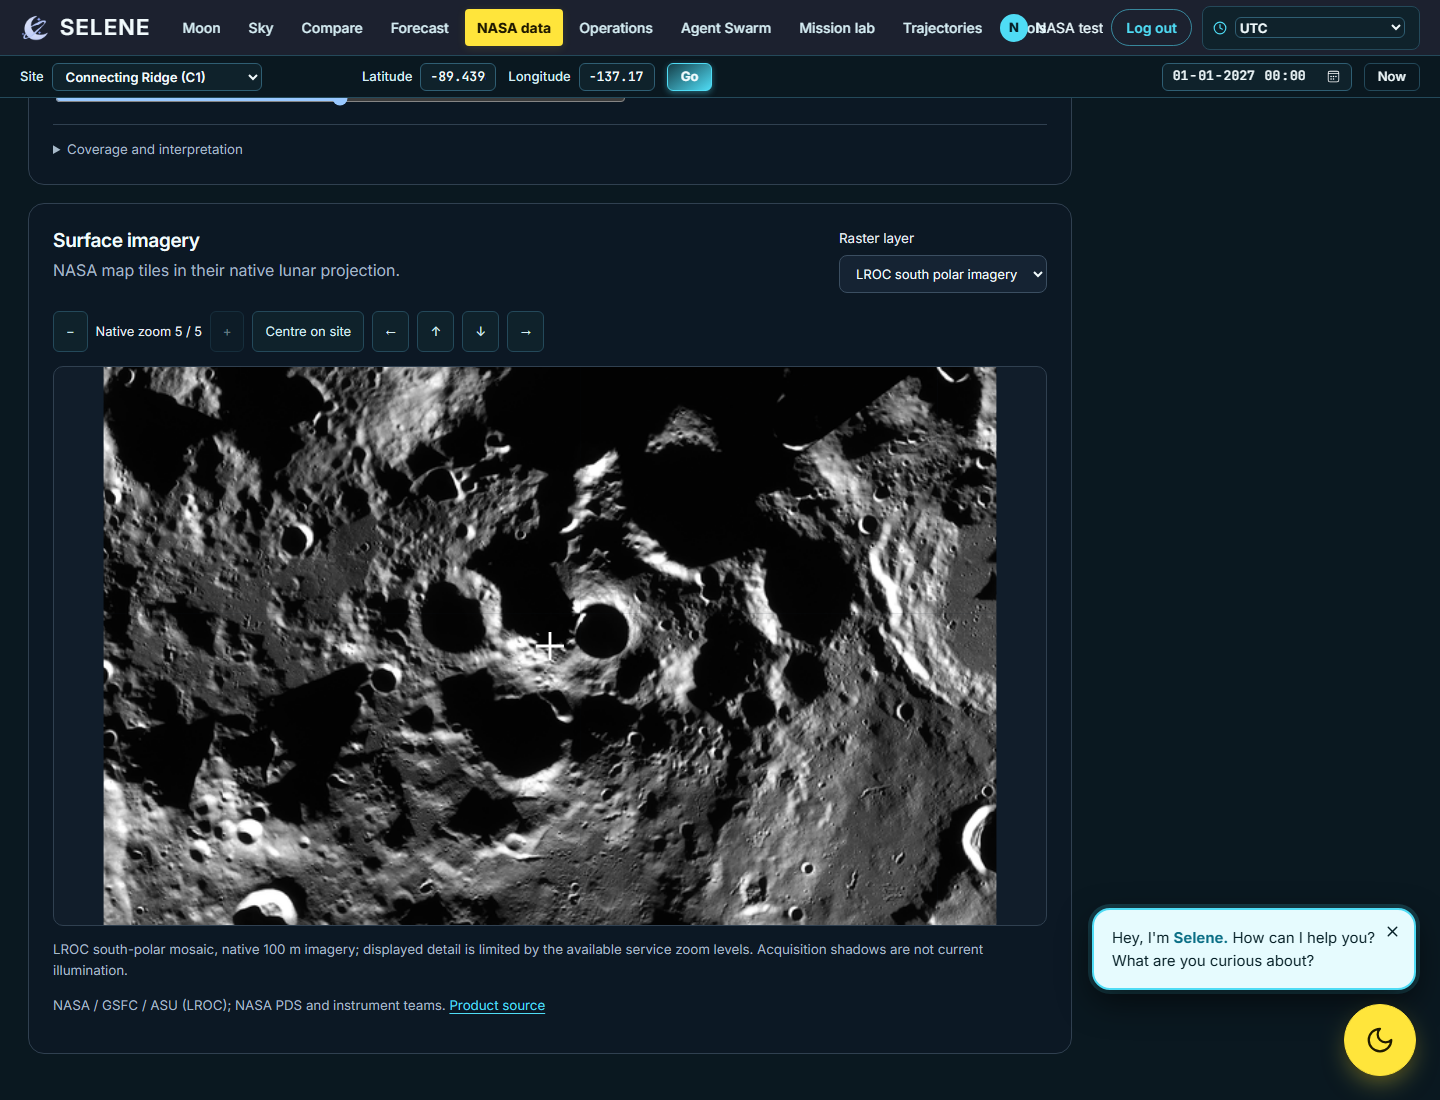 SELENE
Moon
Sky
Compare
Forecast
NASA data
Operations
Agent Swarm
Mission lab
Trajectories
N
NASA test
Log out
UTC
Site
Connecting Ridge (C1)
Latitude
-89.439
Longitude
-137.17
Go
01-01-2027 00:00
Now
Coverage and interpretation
Surface imagery
NASA map tiles in their native lunar projection.
Raster layer
LROC south polar imagery
−
Native zoom 5 / 5
+
Centre on site
←
↑
↓
→
LROC south-polar mosaic, native 100 m imagery; displayed detail is limited by the available service zoom levels. Acquisition shadows are not current
illumination.
NASA / GSFC / ASU (LROC); NASA PDS and instrument teams. Product source
Hey, I'm Selene. How can I help you?
What are you curious about?